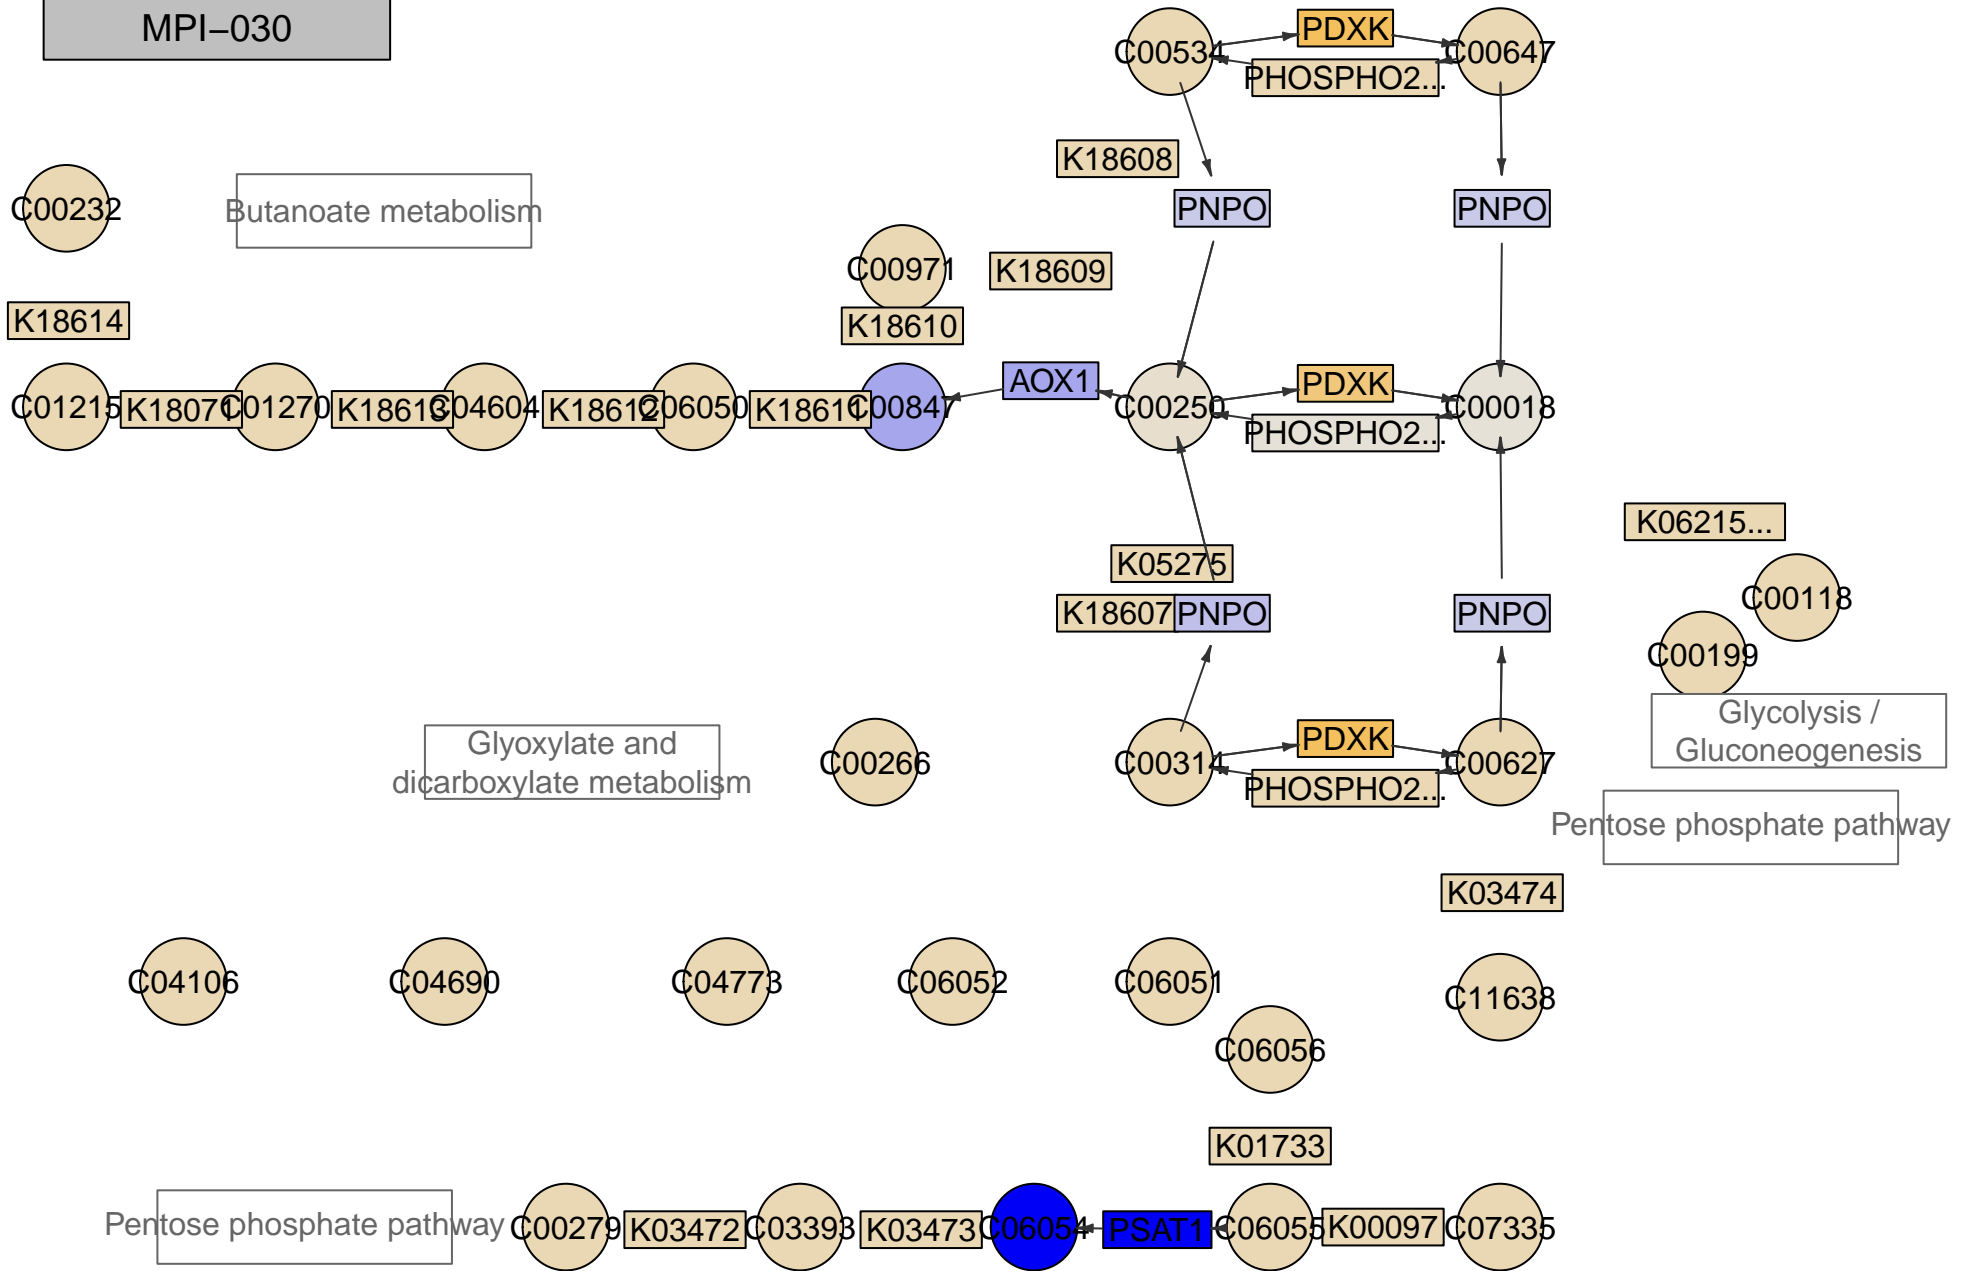 MPI–030
C00534
PDXK
C00647
PHOSPHO2...
K18608
C00232
Butanoate metabolism
PNPO
PNPO
C00971
K18609
K18614
K18610
AOX1
PDXK
C01215
K18071
C01270
K18613
C04604
K18612
C06050
K18611
C00847
C00250
C00018
PHOSPHO2...
K06215...
K05275
C00118
K18607
PNPO
PNPO
C00199
Glycolysis /
Gluconeogenesis
Glyoxylate and
dicarboxylate metabolism
C00266
C00314
PDXK
C00627
PHOSPHO2...
Pentose phosphate pathway
K03474
C04106
C04690
C04773
C06052
C06051
C11638
C06056
K01733
Pentose phosphate pathway
C00279
K03472
C03393
K03473
C06054
PSAT1
C06055
K00097
C07335